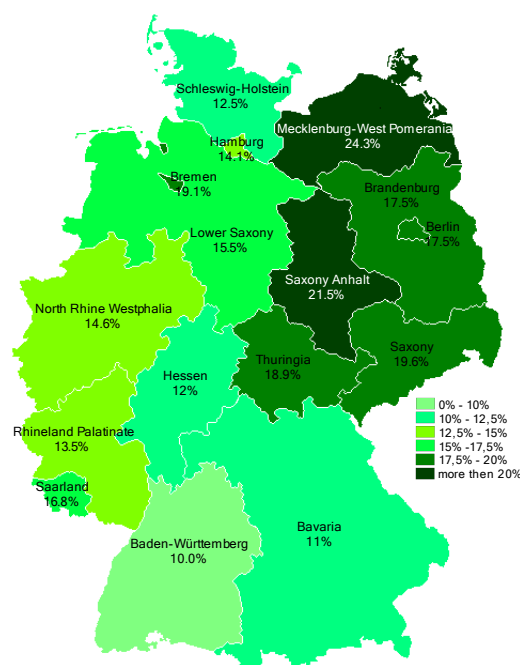 Schleswig-Holstein
12.5%
Mecklenburg-West Pomerania
24.3%
Hamburg
14.1%
Bremen
19.1%
Brandenburg
17.5%
Berlin
17.5%
Lower Saxony
15.5%
Saxony Anhalt
21.5%
North Rhine Westphalia
14.6%
Saxony
19.6%
Thuringia
18.9%
Hessen
12%
Rhineland Palatinate
13.5%
Saarland
16.8%
Baden-Württemberg
10.0%
Bavaria
11%
0% - 10%
10% - 12,5%
12,5% - 15%
15% -17,5%
17,5% - 20%
more then 20%